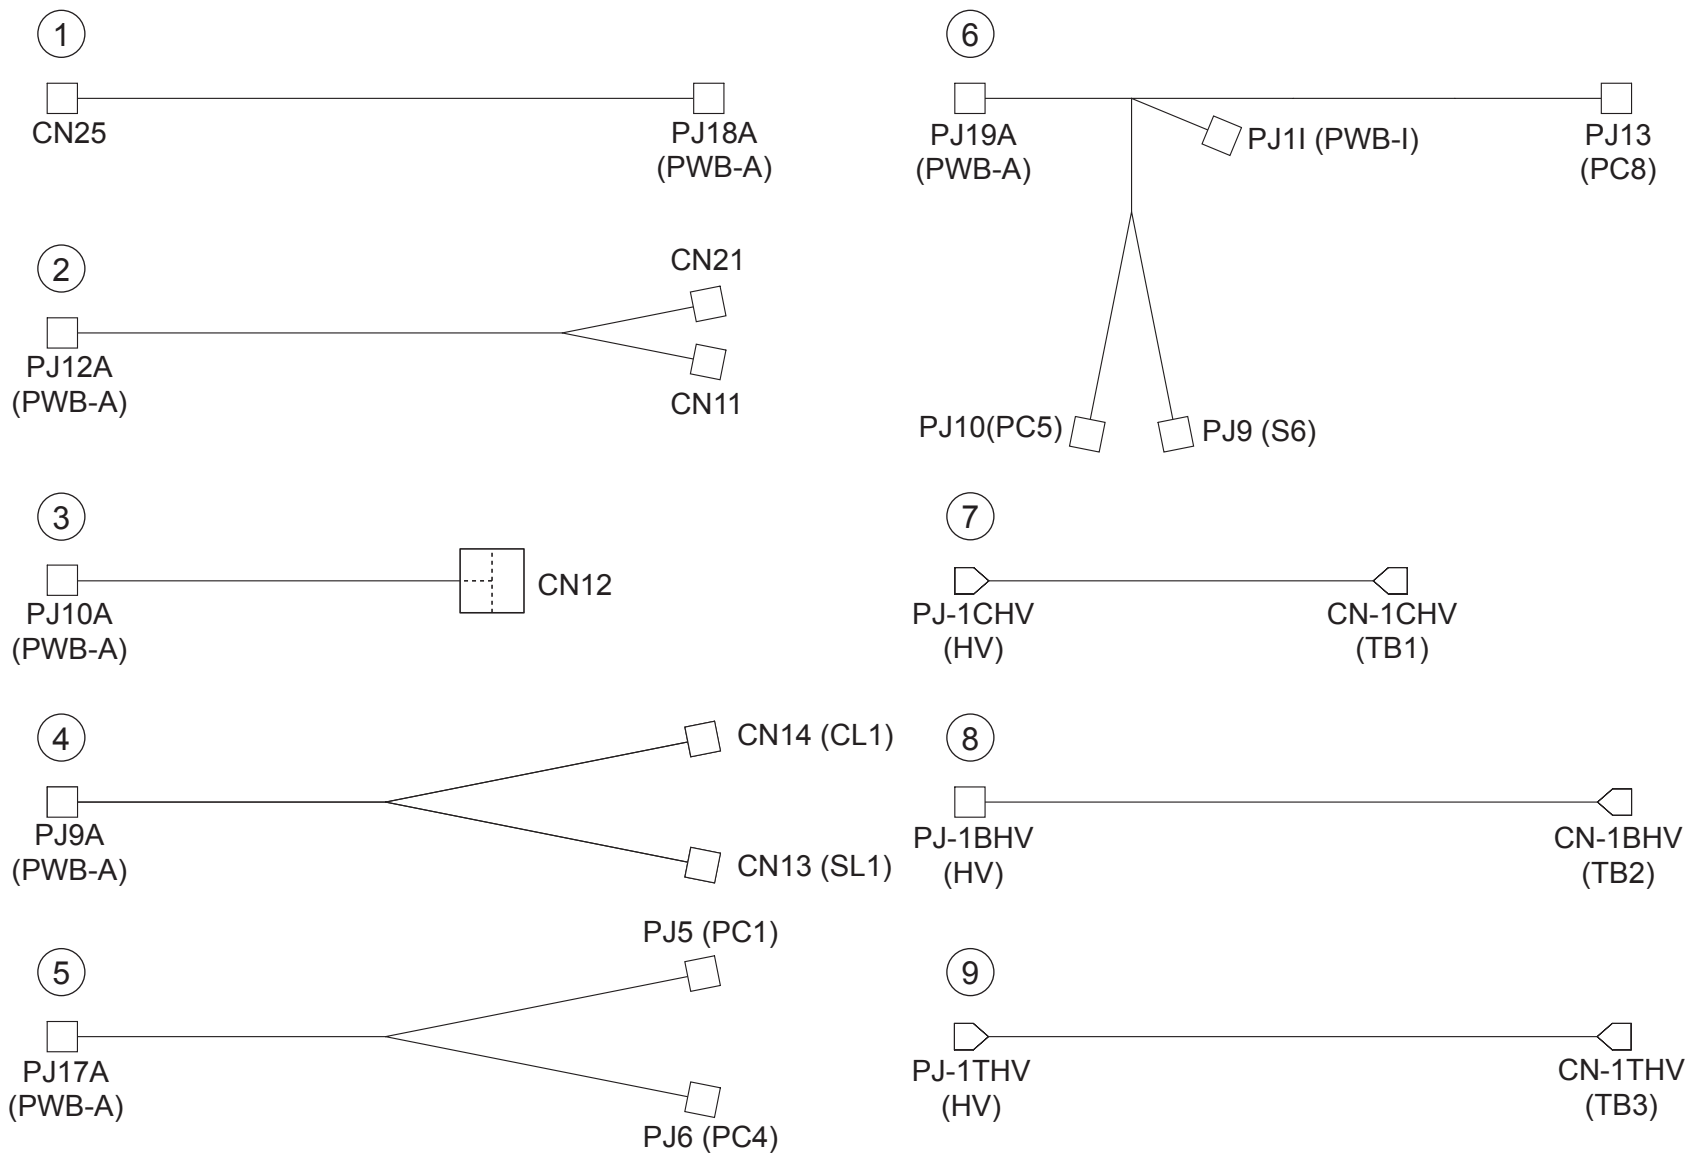 1
CN25
PJ18A
(PWB-A)
2
PJ12A
(PWB-A)
CN21
CN11
3
PJ10A
(PWB-A)
CN12
4
PJ9A
(PWB-A)
CN14 (CL1)
CN13 (SL1)
5
PJ17A
(PWB-A)
PJ5 (PC1)
PJ6 (PC4)
6
PJ19A
(PWB-A)
PJ1I (PWB-I)
PJ13
(PC8)
PJ10(PC5)
PJ9 (S6)
7
PJ-1CHV
(HV)
CN-1CHV
(TB1)
8
PJ-1BHV
(HV)
CN-1BHV
(TB2)
9
PJ-1THV
(HV)
CN-1THV
(TB3)